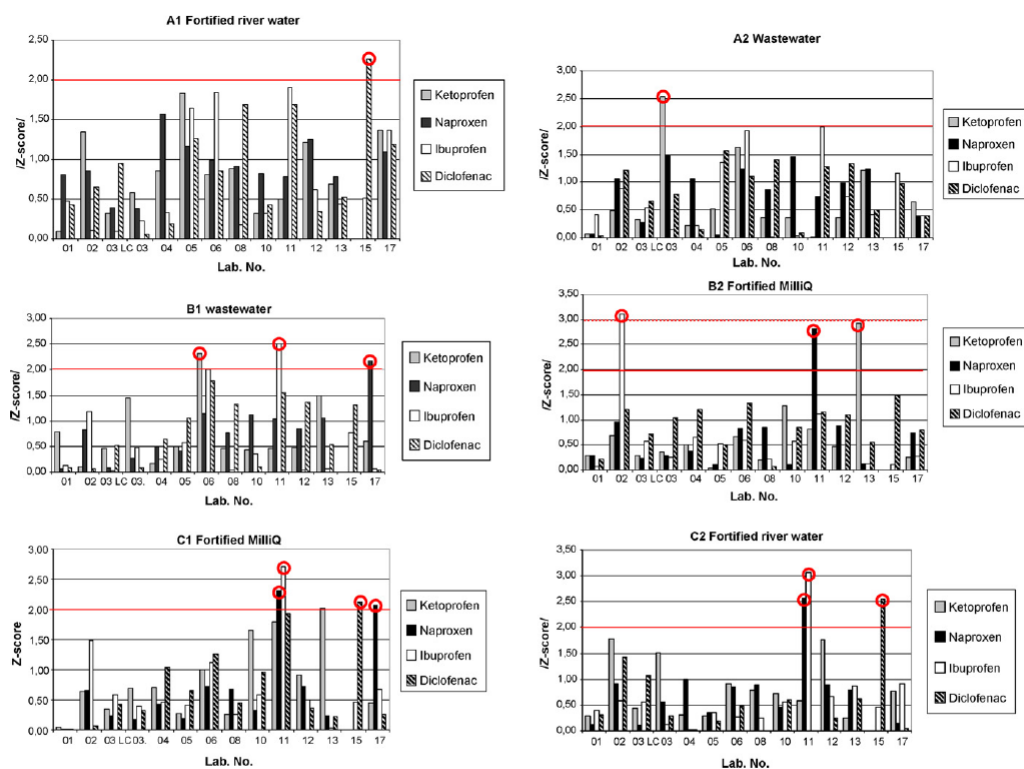 A1 Fortified river water
2,50
2,00
1,50
1,00
0,50
0,00
/Z-score/
01 02 03 LC 03. 04 05 06 08 10 11 12 13 15 17
Lab. No.
Ketoprofen
Naproxen
Ibuprofen
Diclofenac
A2 Wastewater
3,00
2,50
2,00
1,50
1,00
0,50
0,00
/Z-score/
01 02 03 LC 03 04 05 06 08 10 11 12 13 15 17
Lab. No.
Ketoprofen
Naproxen
Ibuprofen
Diclofenac
B1 wastewater
3,00
2,50
2,00
1,50
1,00
0,50
0,00
/Z-score/
01 02 03 LC 03. 04 05 06 08 10 11 12 13 15 17
Lab. No.
Ketoprofen
Naproxen
Ibuprofen
Diclofenac
B2 Fortified MilliQ
3,50
3,00
2,50
2,00
1,50
1,00
0,50
0,00
/Z-score/
01 02 03 LC 03 04 05 06 08 10 11 12 13 15 17
Lab. No.
Ketoprofen
Naproxen
Ibuprofen
Diclofenac
C1 Fortified MilliQ
3,00
2,50
2,00
1,50
1,00
0,50
0,00
Z-score
01 02 03 LC 03. 04 05 06 08 10 11 12 13 15 17
Lab. No.
Ketoprofen
Naproxen
Ibuprofen
Diclofenac
C2 Fortified river water
3,50
3,00
2,50
2,00
1,50
1,00
0,50
0,00
/Z-score/
01 02 03 LC 03 04 05 06 08 10 11 12 13 15 17
Lab. No.
Ketoprofen
Naproxen
Ibuprofen
Diclofenac